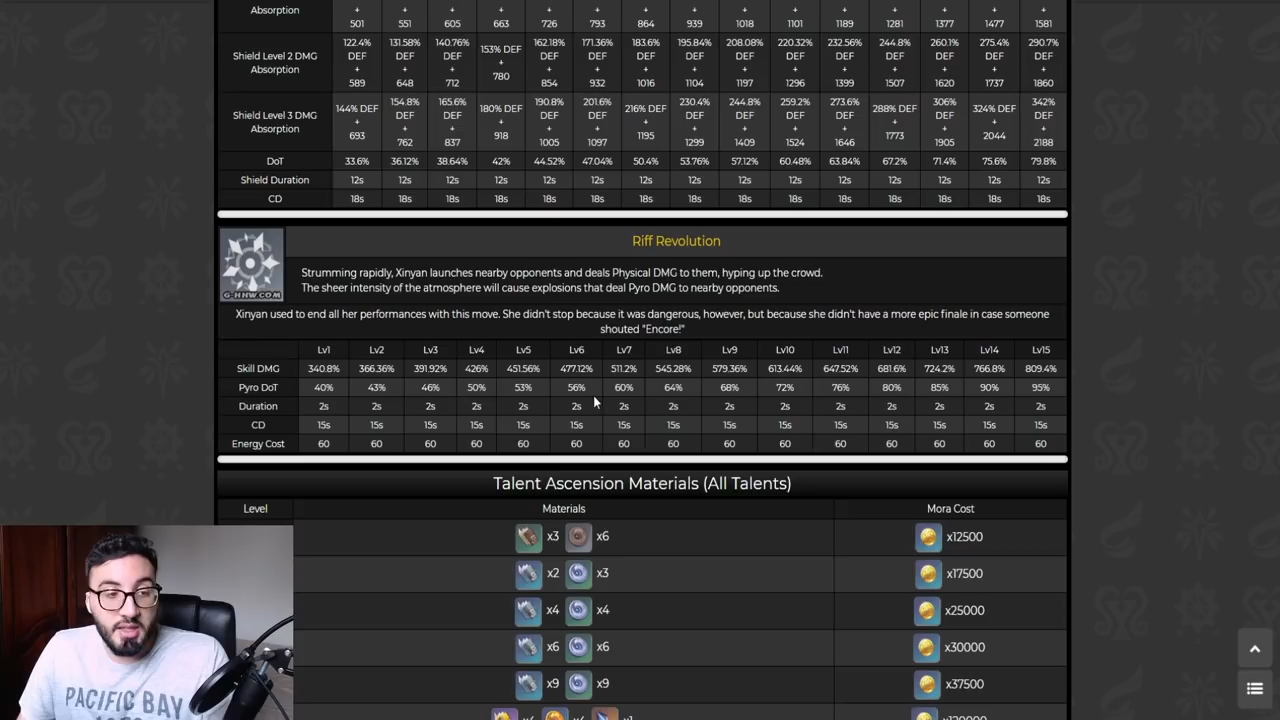 Absorption + 501 + 551 + 605 + 663 + 726 + 793 + 864 + 939 + 1018 + 1101 + 1189 + 1281 + 1377 + 1477 + 1581
Shield Level 2 DMG Absorption 122.4% DEF + 589 131.58% DEF + 648 140.76% DEF + 712 153% DEF + 780 162.18% DEF + 854 171.36% DEF + 932 183.6% DEF + 1016 195.84% DEF + 1104 208.08% DEF + 1197 220.32% DEF + 1296 232.56% DEF + 1399 244.8% DEF + 1507 260.1% DEF + 1620 275.4% DEF + 1737 290.7% DEF + 1860
Shield Level 3 DMG Absorption 144% DEF + 693 154.8% DEF + 762 165.6% DEF + 837 180% DEF + 918 190.8% DEF + 1005 201.6% DEF + 1097 216% DEF + 1195 230.4% DEF + 1299 244.8% DEF + 1409 259.2% DEF + 1524 273.6% DEF + 1646 288% DEF + 1773 306% DEF + 1905 324% DEF + 2044 342% DEF + 2188
DoT 33.6% 36.12% 38.64% 42% 44.52% 47.04% 50.4% 53.76% 57.12% 60.48% 63.84% 67.2% 71.4% 75.6% 79.8%
Shield Duration 12s 12s 12s 12s 12s 12s 12s 12s 12s 12s 12s 12s 12s 12s 12s
CD 18s 18s 18s 18s 18s 18s 18s 18s 18s 18s 18s 18s 18s 18s 18s
Riff Revolution
G-HNW.COM
Strumming rapidly, Xinyan launches nearby opponents and deals Physical DMG to them, hyping up the crowd.
The sheer intensity of the atmosphere will cause explosions that deal Pyro DMG to nearby opponents.
Xinyan used to end all her performances with this move. She didn't stop because it was dangerous, however, but because she didn't have a more epic finale in case someone
shouted "Encore!"
Lv1 Lv2 Lv3 Lv4 Lv5 Lv6 Lv7 Lv8 Lv9 Lv10 Lv11 Lv12 Lv13 Lv14 Lv15
Skill DMG 340.8% 366.36% 391.92% 426% 451.56% 477.12% 511.2% 545.28% 579.36% 613.44% 647.52% 681.6% 724.2% 766.8% 809.4%
Pyro DoT 40% 43% 46% 50% 53% 56% 60% 64% 68% 72% 76% 80% 85% 90% 95%
Duration 2s 2s 2s 2s 2s 2s 2s 2s 2s 2s 2s 2s 2s 2s 2s
CD 15s 15s 15s 15s 15s 15s 15s 15s 15s 15s 15s 15s 15s 15s 15s
Energy Cost 60 60 60 60 60 60 60 60 60 60 60 60 60 60 60
Talent Ascension Materials (All Talents)
Level Materials Mora Cost
x3 x6 x12500
x2 x3 x17500
x4 x4 x25000
x6 x6 x30000
x9 x9 x37500
PACIFIC BAY